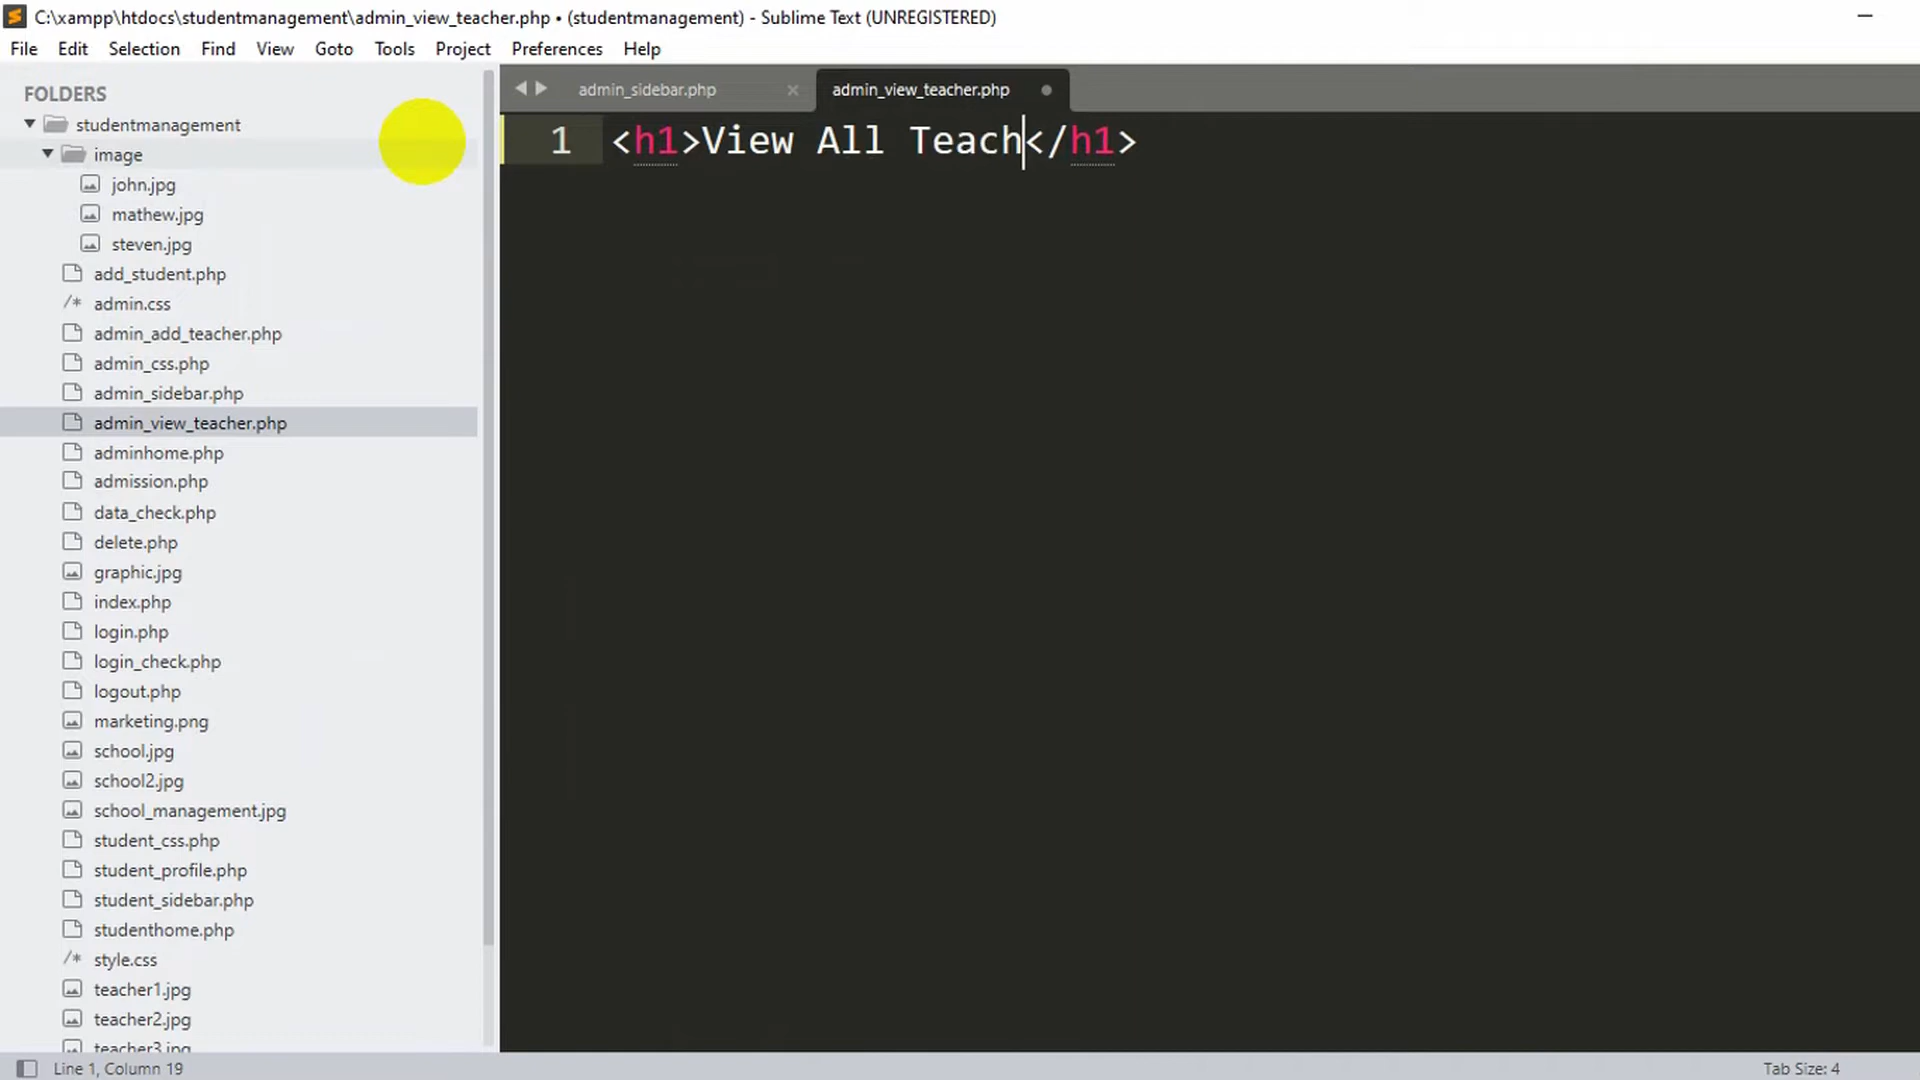 C:\xampp\htdocs\studentmanagement\admin_view_teacher.php • (studentmanagement) - Sublime Text (UNREGISTERED)
File Edit Selection Find View Goto Tools Project Preferences Help
FOLDERS
studentmanagement
image
john.jpg
mathew.jpg
steven.jpg
add_student.php
/* admin.css
admin_add_teacher.php
admin_css.php
admin_sidebar.php
admin_view_teacher.php
adminhome.php
admission.php
data_check.php
delete.php
graphic.jpg
index.php
login.php
login_check.php
logout.php
marketing.png
school.jpg
school2.jpg
school_management.jpg
student_css.php
student_profile.php
student_sidebar.php
studenthome.php
/* style.css
teacher1.jpg
teacher2.jpg
teacher3.jpg
admin_sidebar.php admin_view_teacher.php
1 <h1>View All Teach</h1>
Line 1, Column 19 Tab Size: 4